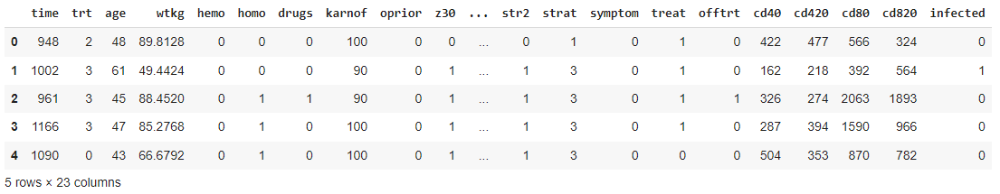 time trt age wtkg hemo homo drugs karnof oprior z30 ... str2 strat symptom treat offtrt cd40 cd420 cd80 cd820 infected
0 948 2 48 89.8128 0 0 0 100 0 0 ... 0 1 0 1 0 422 477 566 324 0
1 1002 3 61 49.4424 0 0 0 90 0 1 ... 1 3 0 1 0 162 218 392 564 1
2 961 3 45 88.4520 0 1 1 90 0 1 ... 1 3 0 1 1 326 274 2063 1893 0
3 1166 3 47 85.2768 0 1 0 100 0 1 ... 1 3 0 1 0 287 394 1590 966 0
4 1090 0 43 66.6792 0 1 0 100 0 1 ... 1 3 0 0 0 504 353 870 782 0
5 rows × 23 columns